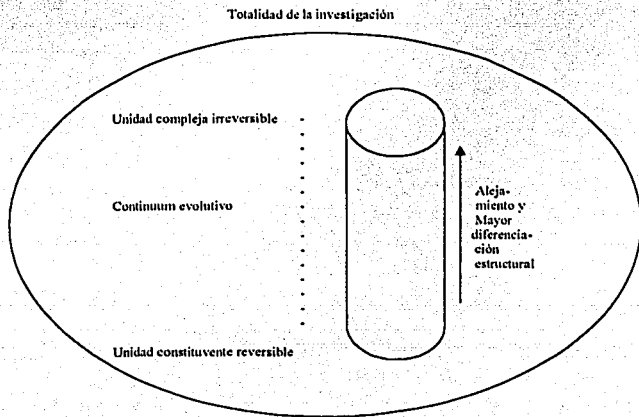 Totalidad de la investigación
Unidad compleja irreversible
Continuum evolutivo
Aleja-
miento y
Mayor
diferencia-
ción
estructural
Unidad constituyente reversible